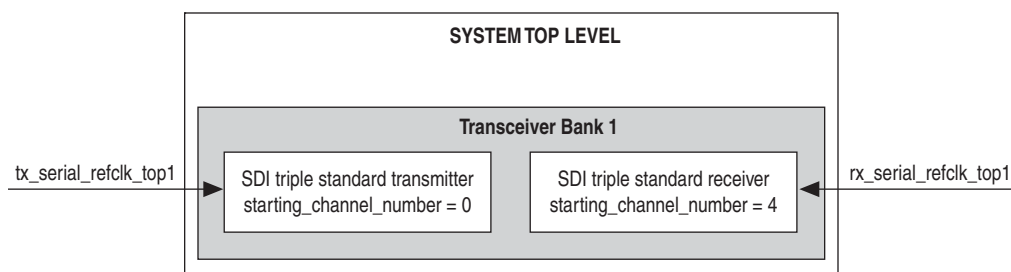 SYSTEM TOP LEVEL
Transceiver Bank 1
tx_serial_refclk_top1
SDI triple standard transmitter
starting_channel_number = 0
SDI triple standard receiver
starting_channel_number = 4
rx_serial_refclk_top1